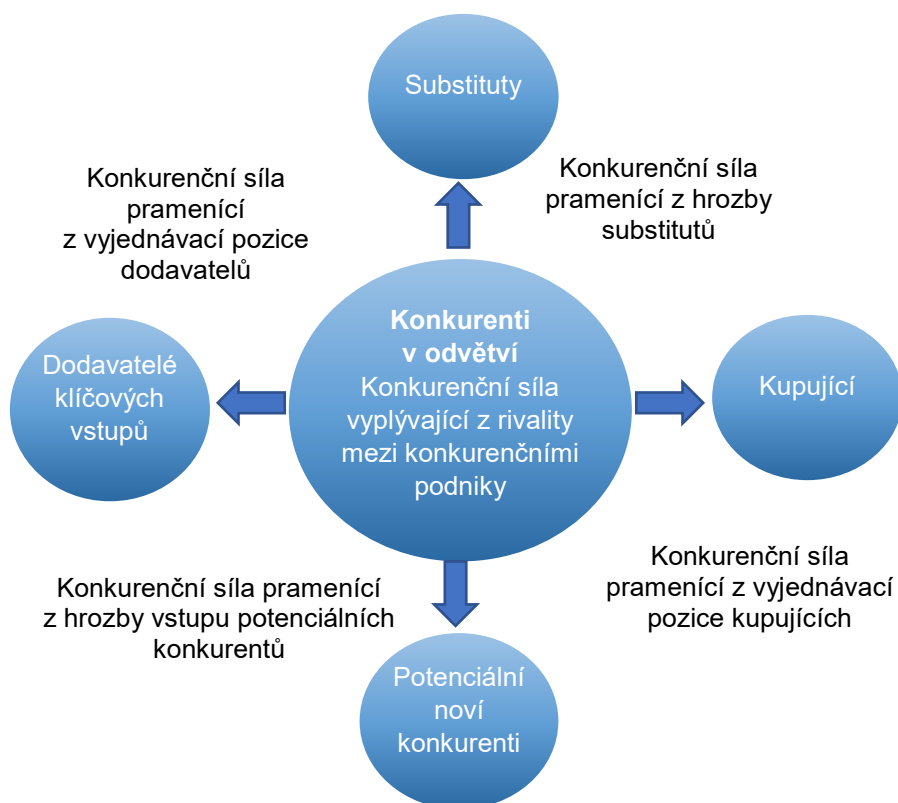 Substituty
Konkurenční síla
pramenící
z vyjednávací pozice
dodavatelů
Konkurenční síla
pramenící z hrozby
substitutů
Dodavatelé
klíčových
vstupů
Konkurenti
v odvětví
Konkurenční síla
vyplývající z rivality
mezi konkurenčními
podniky
Kupující
Konkurenční síla pramenící
z hrozby vstupu potenciálních
konkurentů
Konkurenční síla
pramenící z vyjednávací
pozice kupujících
Potenciální
noví
konkurenti